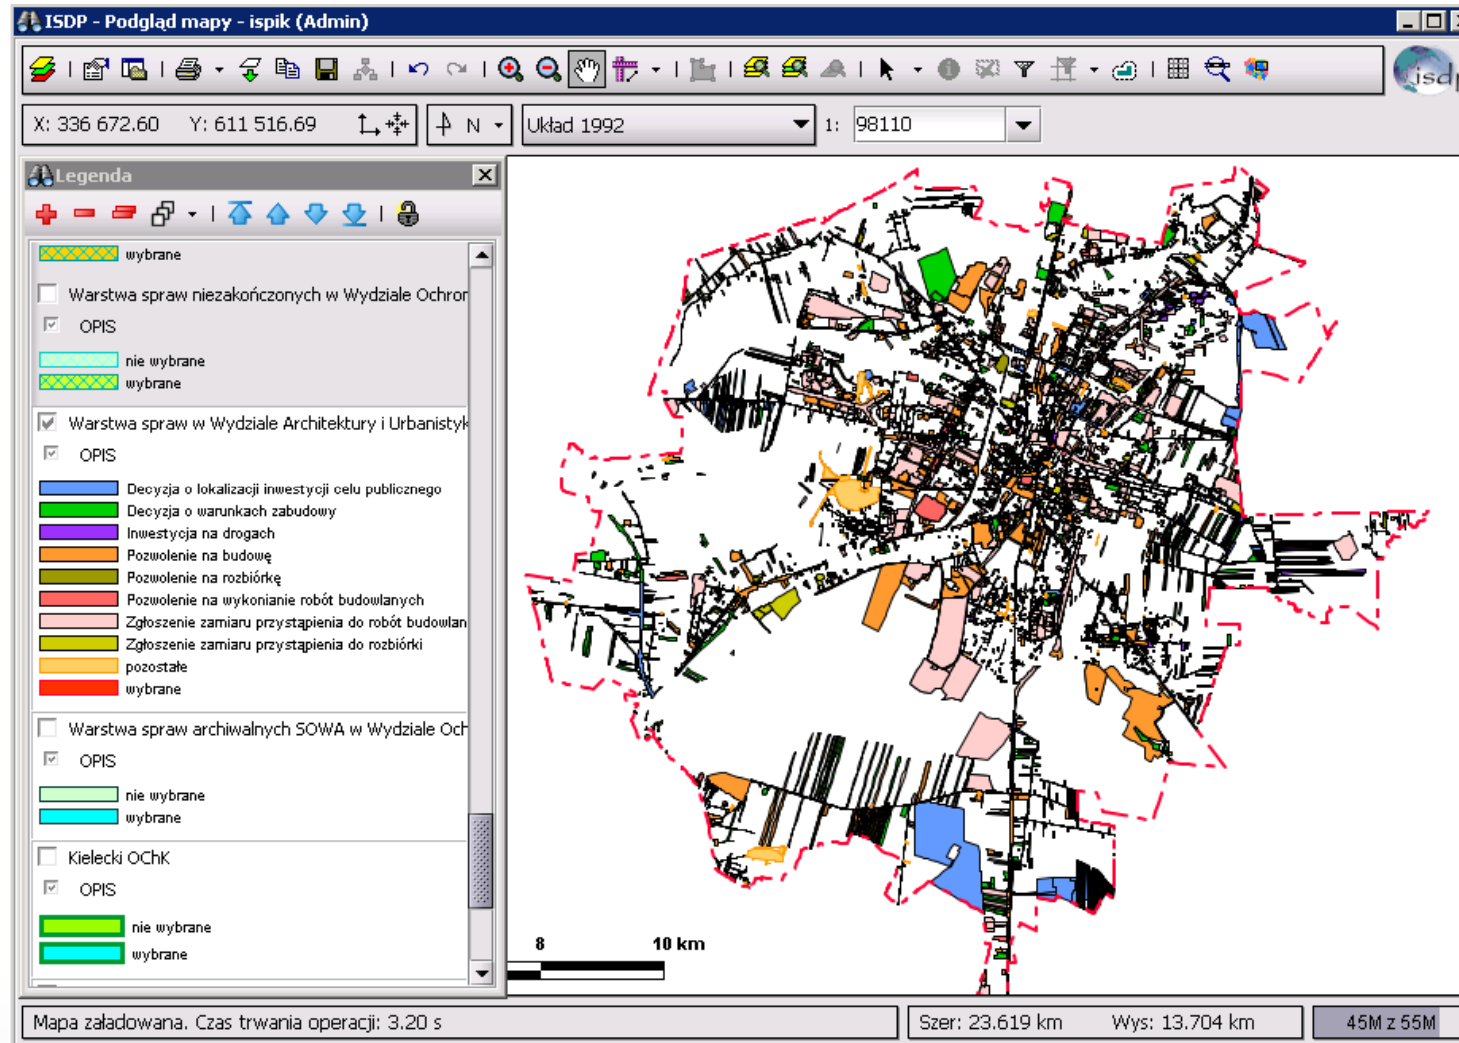 ISDP - Podgląd mapy - ispik (Admin)
isdp
X: 336 672.60 Y: 611 516.69 N Układ 1992 1: 98110
Legenda
wybrane
Warstwa spraw niezakończonych w Wydziale Ochror
OPIS
nie wybrane
wybrane
Warstwa spraw w Wydziale Architektury i Urbanistyk
OPIS
Decyzja o lokalizacji inwestycji celu publicznego
Decyzja o warunkach zabudowy
Inwestycja na drogach
Pozwolenie na budowę
Pozwolenie na rozbiórkę
Pozwolenie na wykonianie robót budowlanych
Zgłoszenie zamiaru przystąpienia do robót budowlan
Zgłoszenie zamiaru przystąpienia do rozbiórki
pozostałe
wybrane
Warstwa spraw archiwalnych SOWA w Wydziale Och
OPIS
nie wybrane
wybrane
Kielecki OChK
OPIS
nie wybrane
wybrane
8 10 km
Mapa załadowana. Czas trwania operacji: 3.20 s Szer: 23.619 km Wys: 13.704 km 45M z 55M